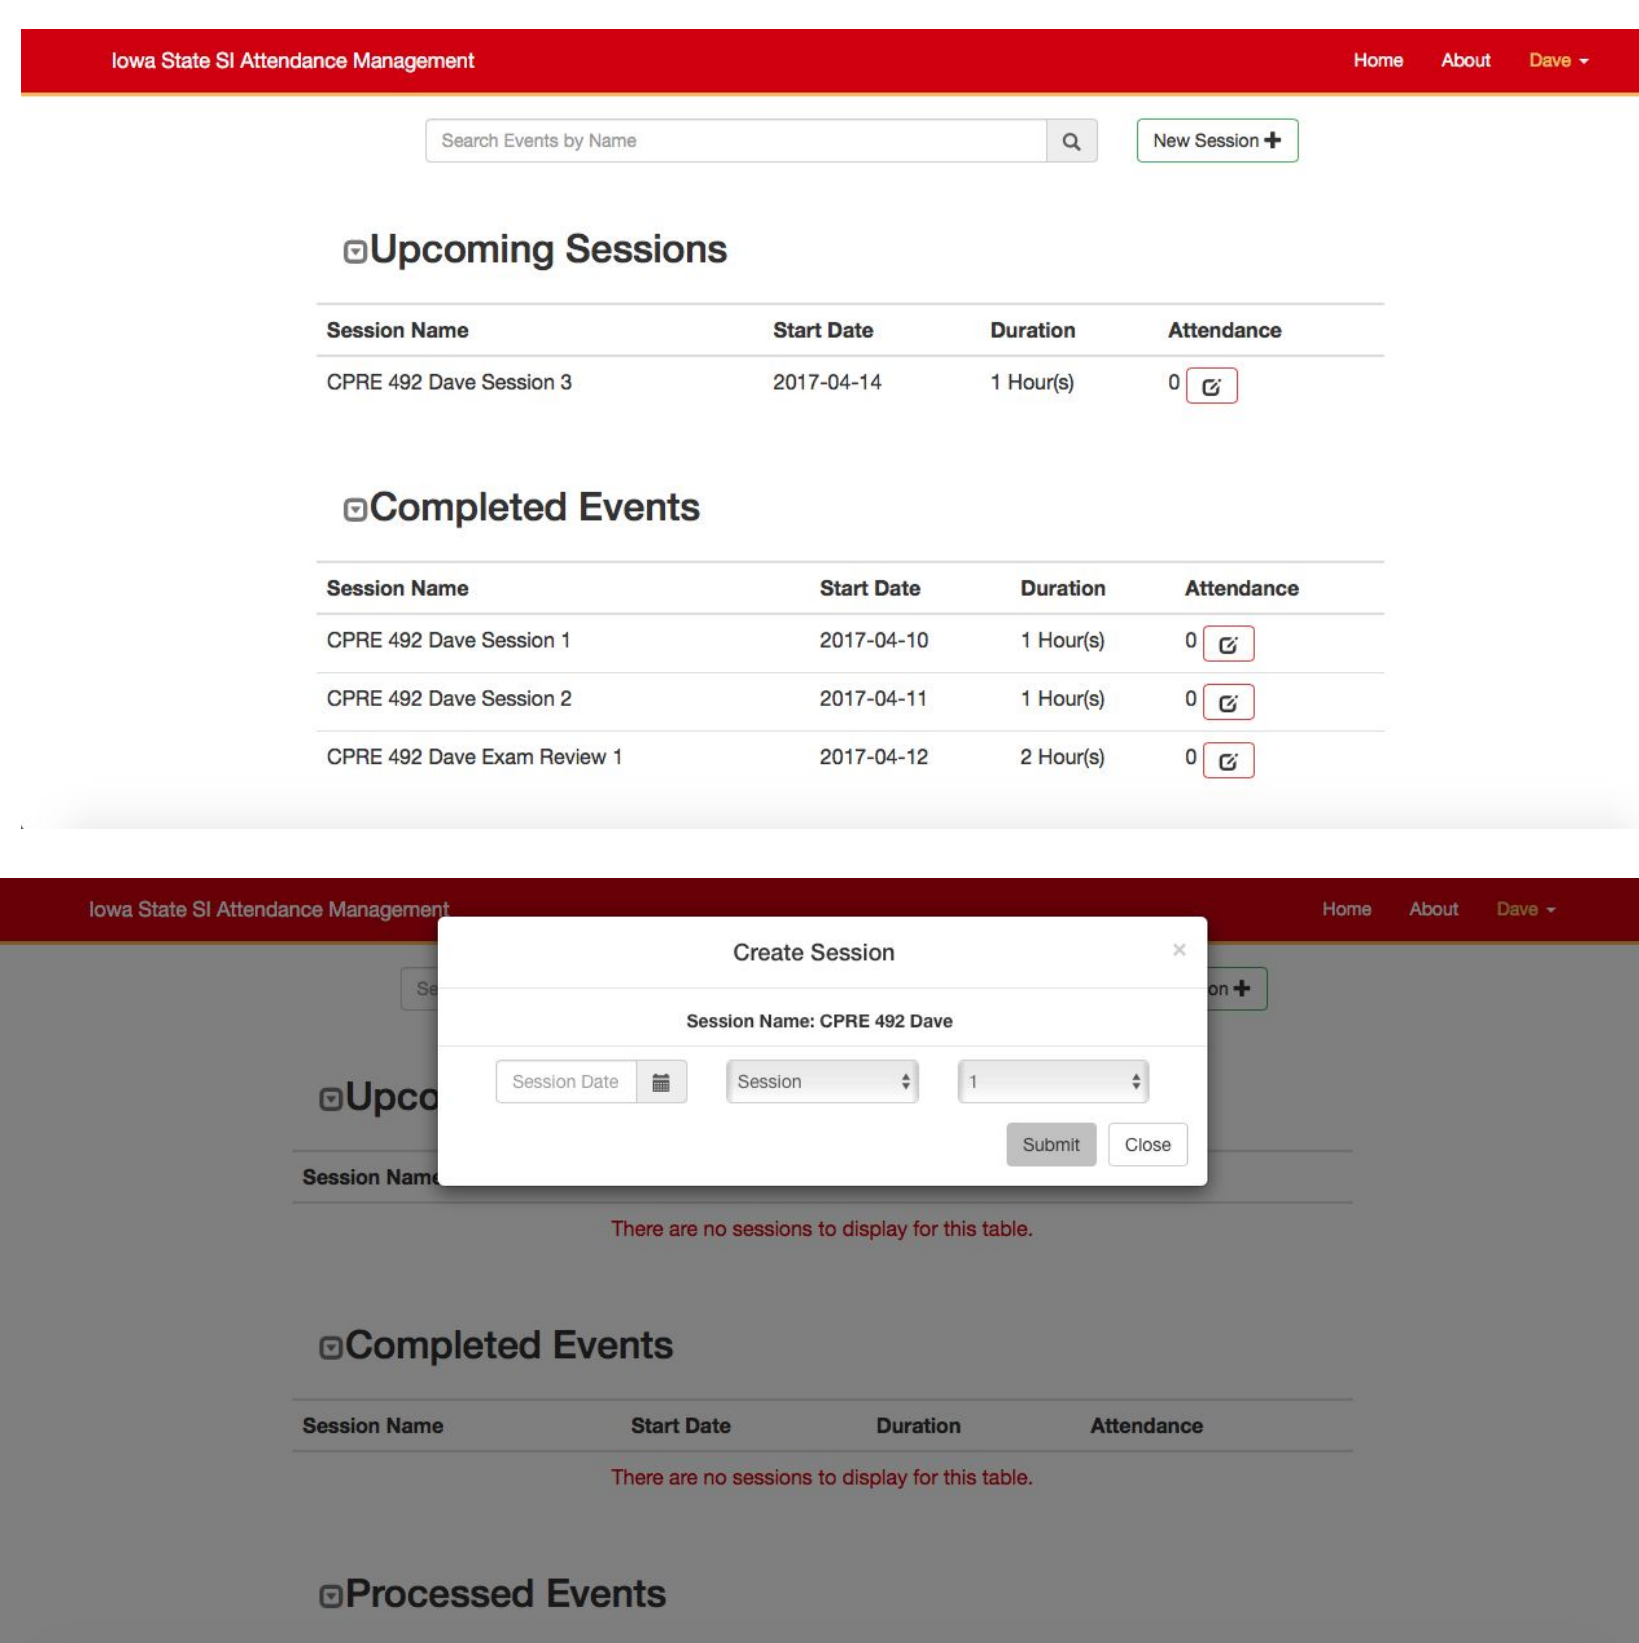 Iowa State SI Attendance Management Home About Dave
Search Events by Name New Session
Upcoming Sessions
Session Name Start Date Duration Attendance
CPRE 492 Dave Session 3 2017-04-14 1 Hour(s) 0
Completed Events
Session Name Start Date Duration Attendance
CPRE 492 Dave Session 1 2017-04-10 1 Hour(s) 0
CPRE 492 Dave Session 2 2017-04-11 1 Hour(s) 0
CPRE 492 Dave Exam Review 1 2017-04-12 2 Hour(s) 0
Iowa State SI Attendance Management Home About Dave
Create Session ×
Se on
Session Name: CPRE 492 Dave
Upco Session Date Session 1
Submit Close
Session Name
There are no sessions to display for this table.
Completed Events
Session Name Start Date Duration Attendance
There are no sessions to display for this table.
Processed Events